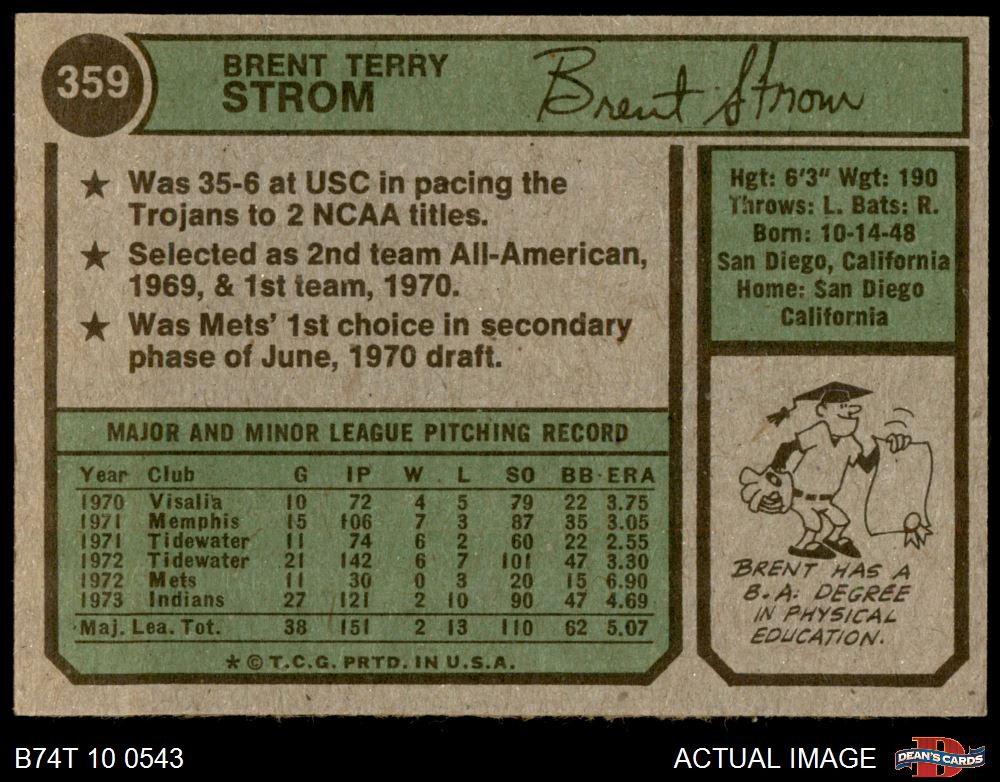 359
BRENT TERRY
STROM
Brent Strom
★ Was 35-6 at USC in pacing the
Trojans to 2 NCAA titles.
★ Selected as 2nd team All-American,
1969, & 1st team, 1970.
★ Was Mets' 1st choice in secondary
phase of June, 1970 draft.
Hgt: 6'3" Wgt: 190
Throws: L. Bats: R.
Born: 10-14-48
San Diego, California
Home: San Diego
California
MAJOR AND MINOR LEAGUE PITCHING RECORD
Year Club G IP W L SO BB ERA
1970 Visalia 10 72 4 5 79 22 3.75
1971 Memphis 15 106 7 3 87 35 3.05
1971 Tidewater 11 74 6 2 60 22 2.55
1972 Tidewater 21 142 6 7 101 47 3.30
1972 Mets 11 30 0 3 20 15 6.90
1973 Indians 27 121 2 10 90 47 4.69
Maj. Lea. Tot. 38 151 2 13 110 62 5.07
* © T.C.G. PRTD. IN U.S.A.
BRENT HAS A
B.A. DEGREE
IN PHYSICAL
EDUCATION.
B74T 10 0543
ACTUAL IMAGE
D
DEAN'S CARDS